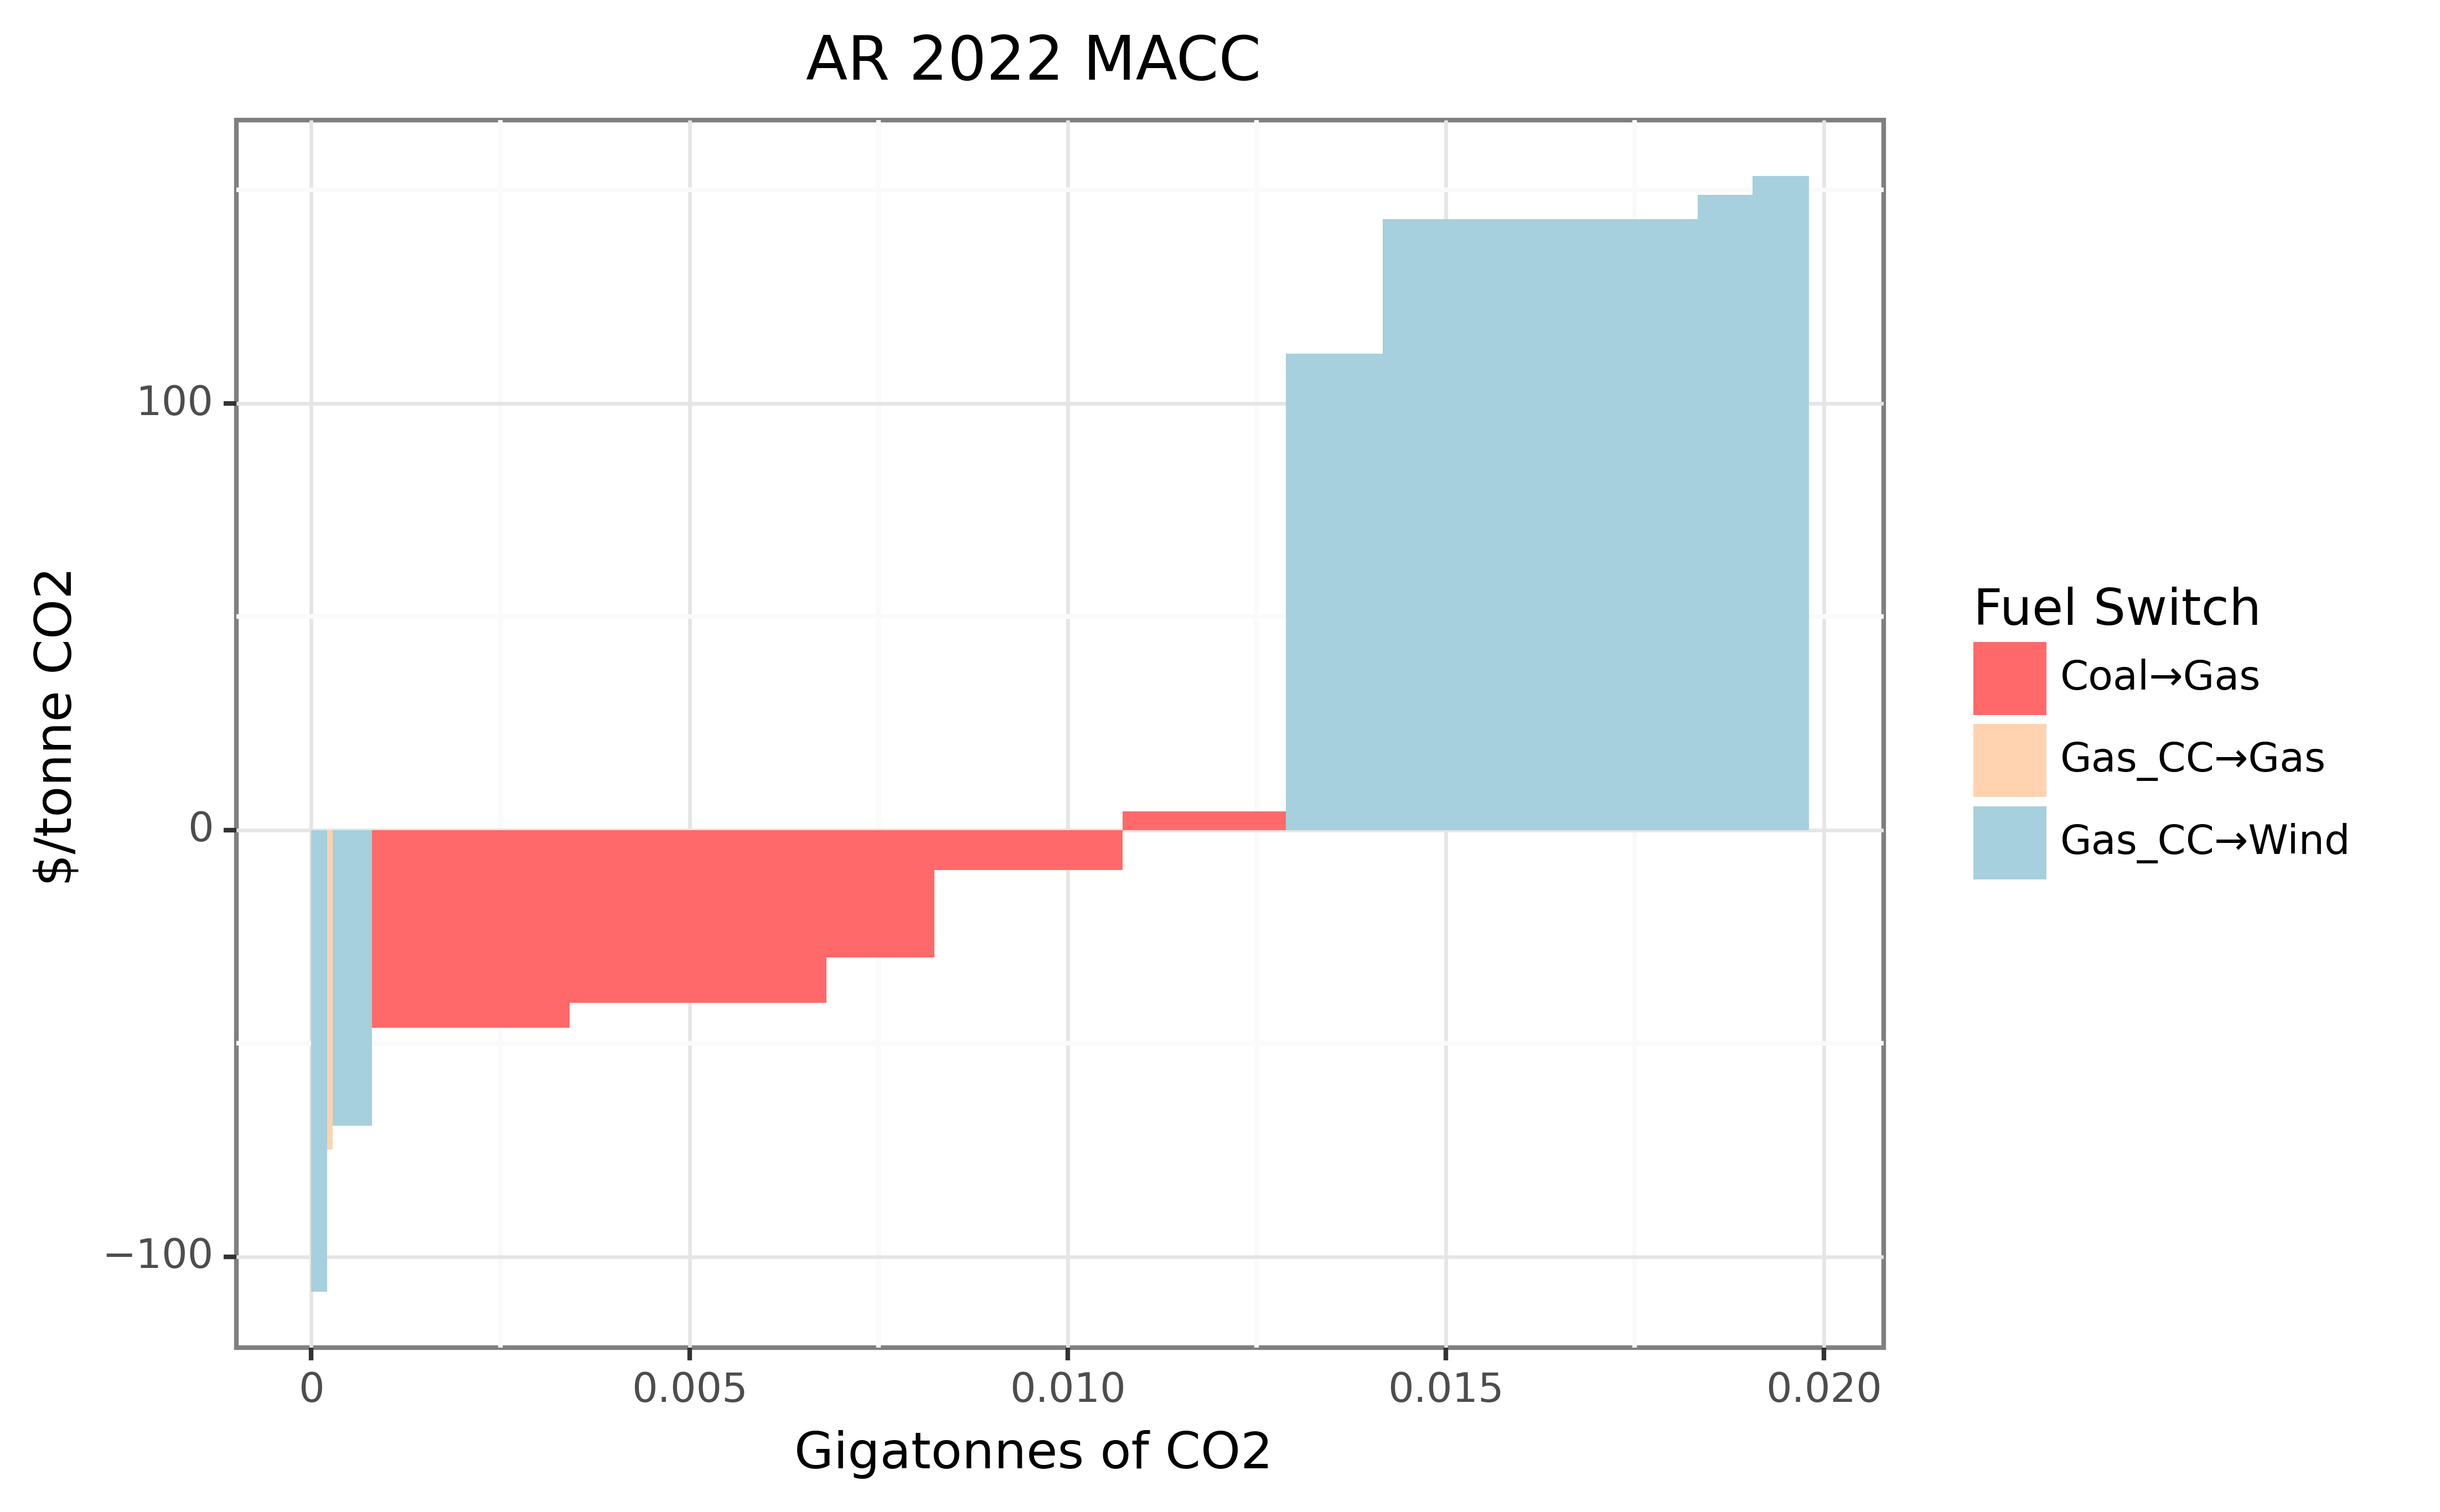 AR 2022 MACC
$/tonne CO2
100
0
−100
0
0.005
0.010
0.015
0.020
Gigatonnes of CO2
Fuel Switch
Coal→Gas
Gas_CC→Gas
Gas_CC→Wind